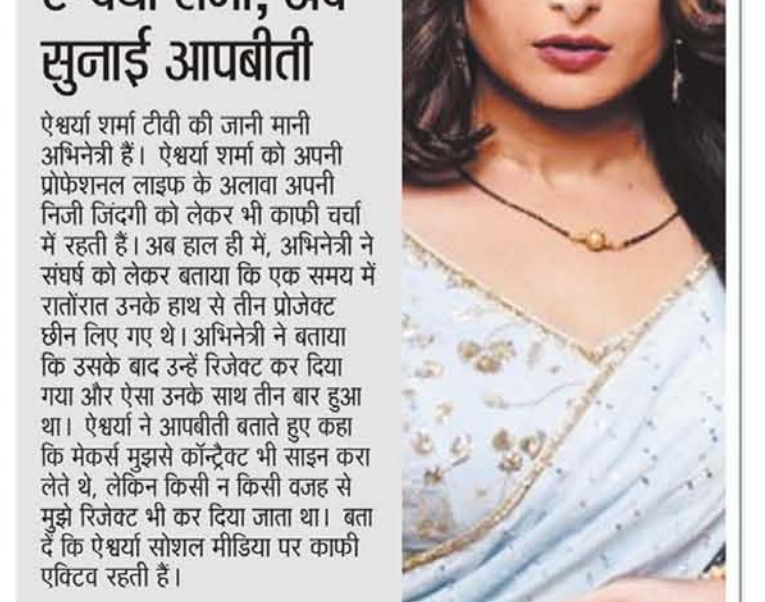 शर्मा, अब
सुनाई आपबीती
ऐश्वर्या शर्मा टीवी की जानी मानी
अभिनेत्री हैं। ऐश्वर्या शर्मा को अपनी
प्रोफेशनल लाइफ के अलावा अपनी
निजी जिंदगी को लेकर भी काफी चर्चा
में रहती हैं। अब हाल ही में, अभिनेत्री ने
संघर्ष को लेकर बताया कि एक समय में
रातोंरात उनके हाथ से तीन प्रोजेक्ट
छीन लिए गए थे। अभिनेत्री ने बताया
कि उसके बाद उन्हें रिजेक्ट कर दिया
गया और ऐसा उनके साथ तीन बार हुआ
था। ऐश्वर्या ने आपबीती बताते हुए कहा
कि मेकर्स मुझसे कॉन्ट्रैक्ट भी साइन करा
लेते थे, लेकिन किसी न किसी वजह से
मुझे रिजेक्ट भी कर दिया जाता था। बता
दें कि ऐश्वर्या सोशल मीडिया पर काफी
एक्टिव रहती हैं।